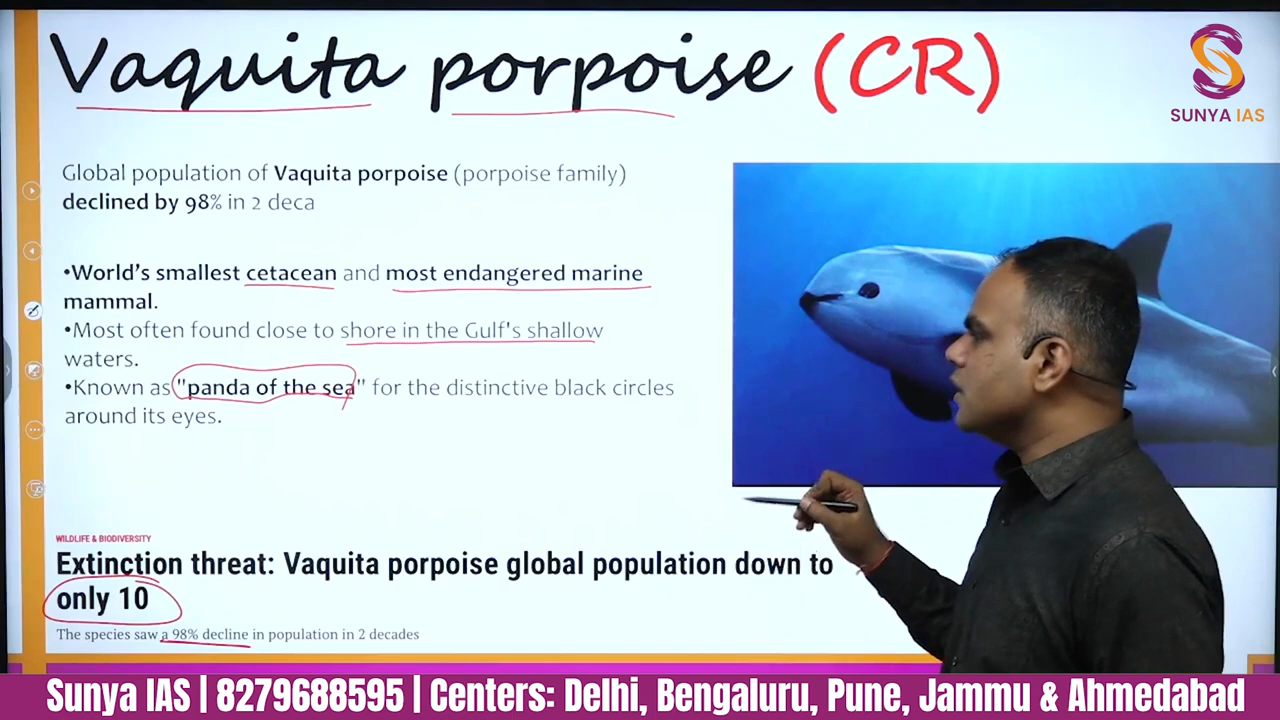 Vaquita porpoise (CR)
SUNYA IAS
Global population of Vaquita porpoise (porpoise family)
declined by 98% in 2 deca
•World's smallest cetacean and most endangered marine
mammal.
•Most often found close to shore in the Gulf's shallow
waters.
•Known as "panda of the sea" for the distinctive black circles
around its eyes.
WILDLIFE & BIODIVERSITY
Extinction threat: Vaquita porpoise global population down to
only 10
The species saw a 98% decline in population in 2 decades
Sunya IAS | 8279688595 | Centers: Delhi, Bengaluru, Pune, Jammu & Ahmedabad